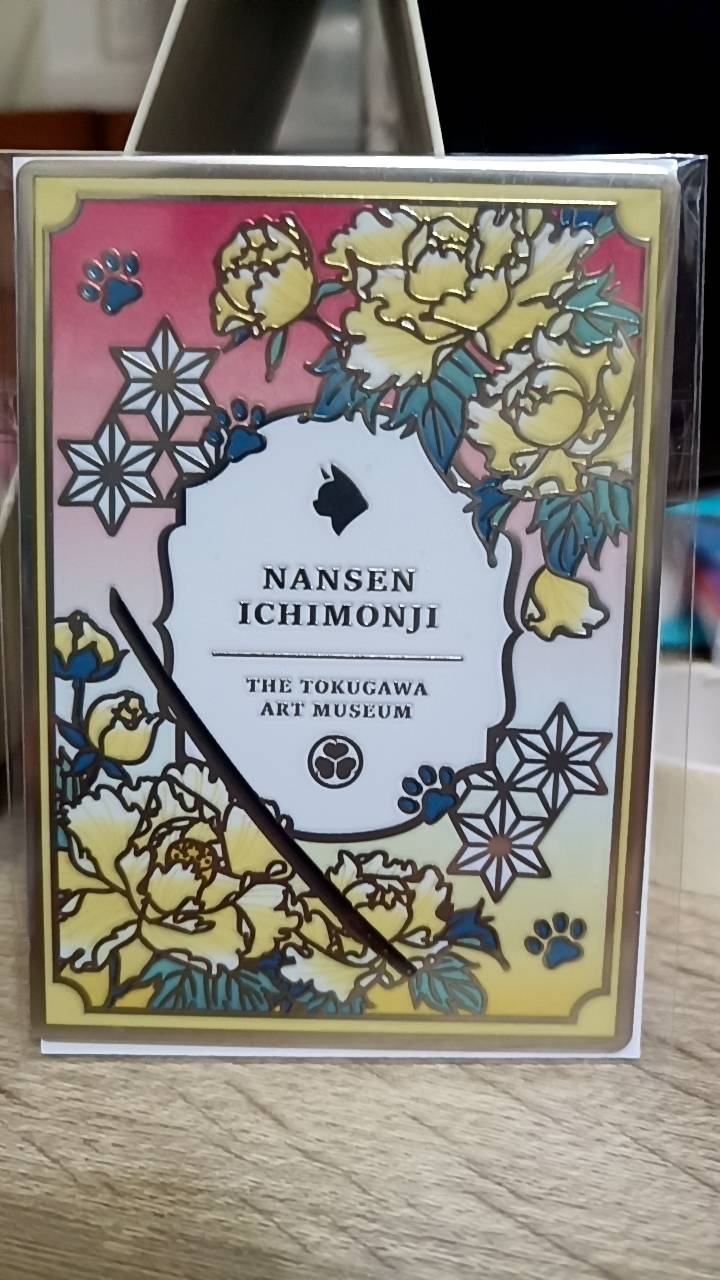 NANSEN
ICHIMONJI
THE TOKUGAWA
ART MUSEUM